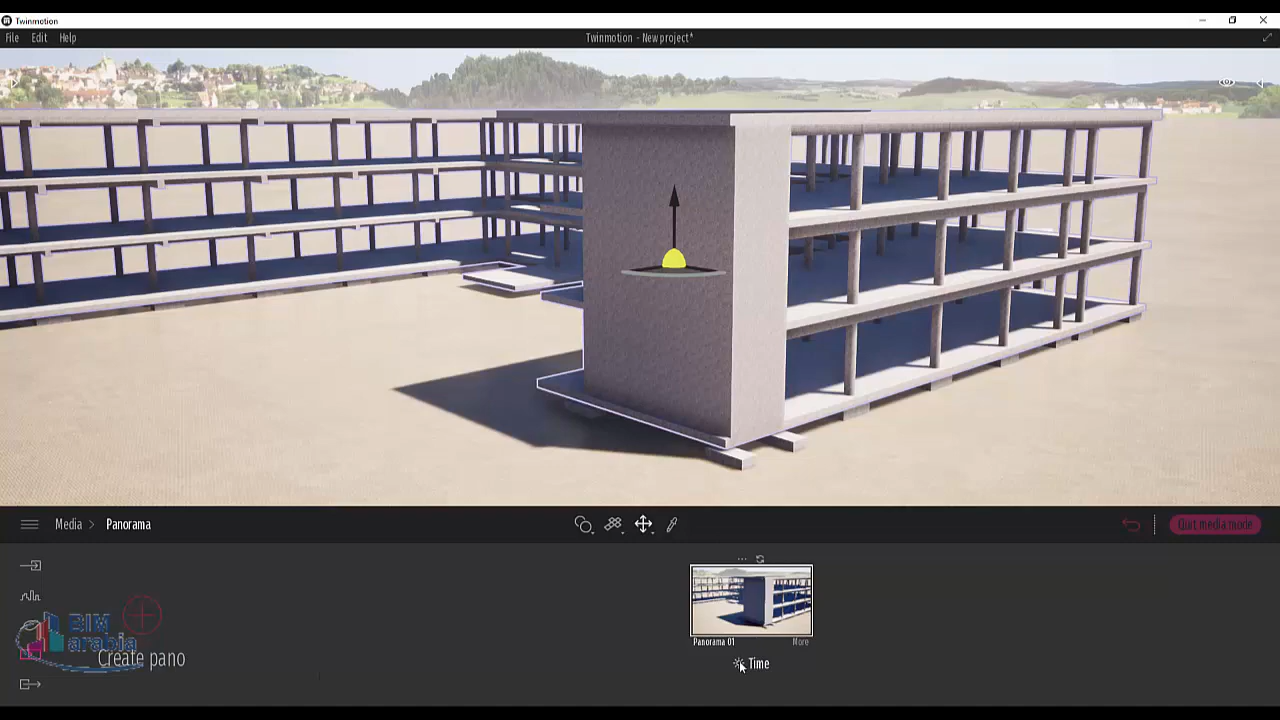 Twinmotion
File Edit Help
Twinmotion - New project*
Media > Panorama
Quit media mode
BIM
arabia
Create pano
Panorama 01
More
Time